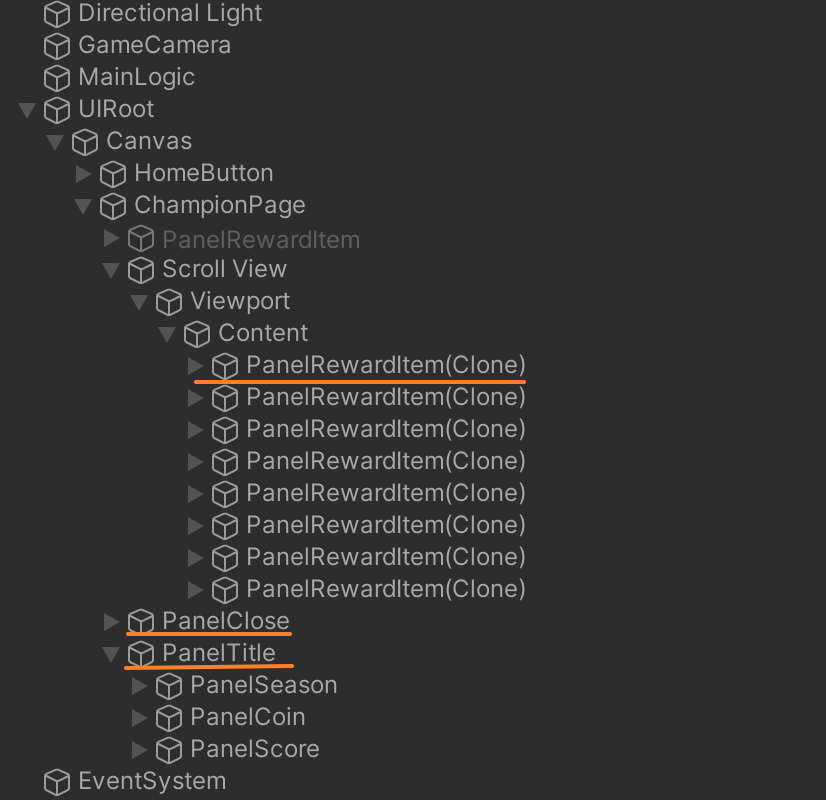 Directional Light
GameCamera
MainLogic
UIRoot
Canvas
HomeButton
ChampionPage
PanelRewardItem
Scroll View
Viewport
Content
PanelRewardItem(Clone)
PanelRewardItem(Clone)
PanelRewardItem(Clone)
PanelRewardItem(Clone)
PanelRewardItem(Clone)
PanelRewardItem(Clone)
PanelRewardItem(Clone)
PanelRewardItem(Clone)
PanelClose
PanelTitle
PanelSeason
PanelCoin
PanelScore
EventSystem